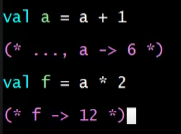 val a = a + 1
(* ..., a -> 6 *)
val f = a * 2
(* f -> 12 *)